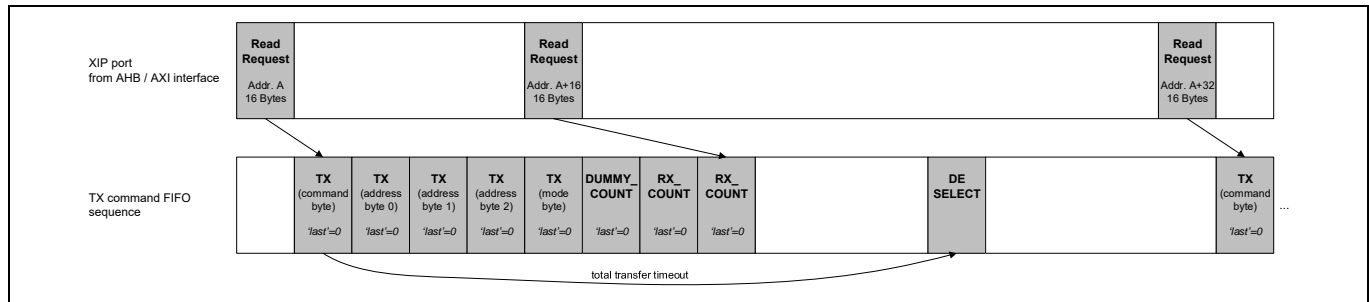 XIP port
from AHB / AXI interface
Read
Request
Addr. A
16 Bytes
Read
Request
Addr. A+16
16 Bytes
Read
Request
Addr. A+32
16 Bytes
TX command FIFO
sequence
TX
(command
byte)
'last'=0
TX
(address
byte 0)
'last'=0
TX
(address
byte 1)
'last'=0
TX
(address
byte 2)
'last'=0
TX
(mode
byte)
'last'=0
DUMMY_
COUNT
'last'=0
RX_
COUNT
'last'=0
RX_
COUNT
'last'=0
DE
SELECT
TX
(command
byte)
'last'=0
...
total transfer timeout